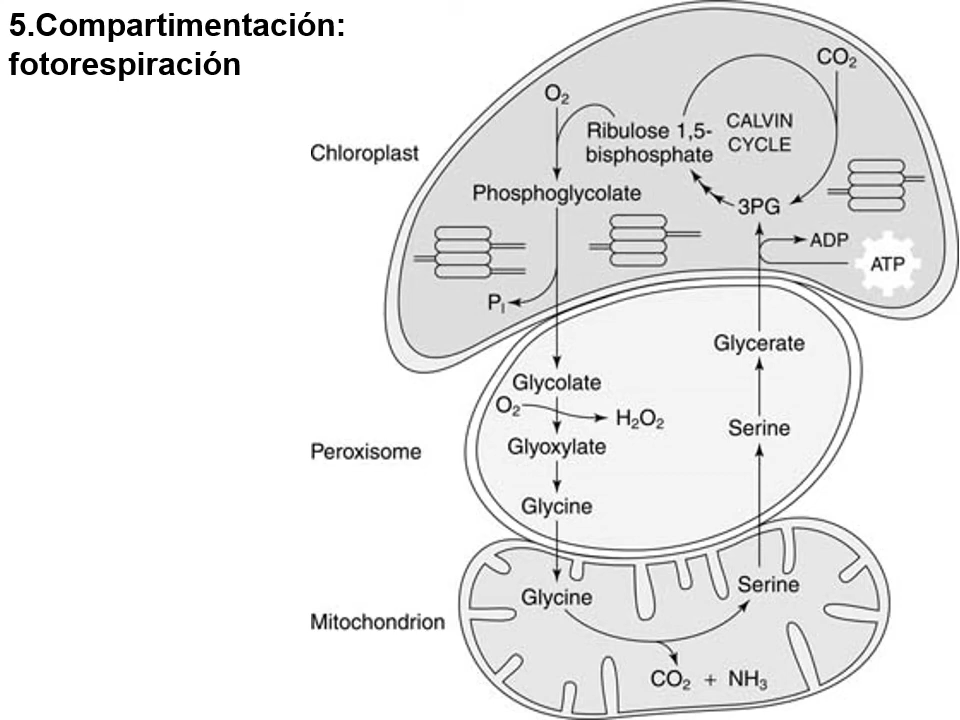 5.Compartimentación:
fotorespiración
CO₂
O₂
CALVIN
CYCLE
Ribulose 1,5-
bisphosphate
Chloroplast
Phosphoglycolate
3PG
ADP
ATP
Pᵢ
Glycerate
Glycolate
O₂
H₂O₂
Serine
Glyoxylate
Peroxisome
Glycine
Serine
Glycine
Mitochondrion
CO₂ + NH₃